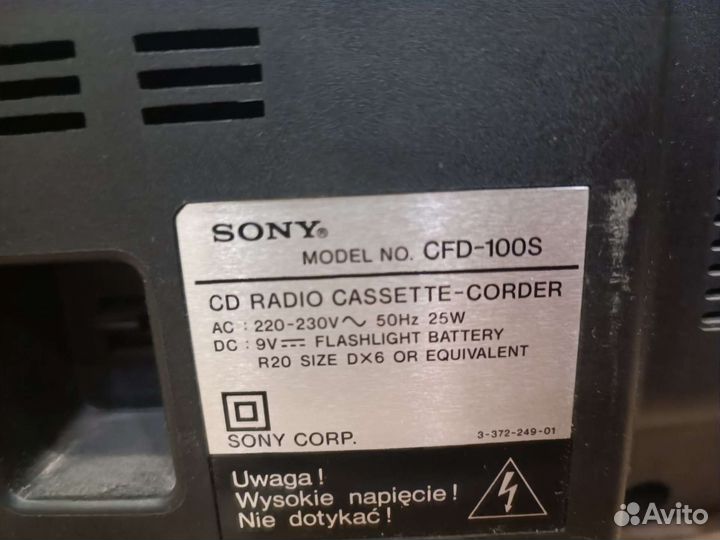 SONY®
MODEL NO. CFD-100S
CD RADIO CASSETTE-CORDER
AC : 220-230V~ 50Hz 25W
DC : 9V⎓ FLASHLIGHT BATTERY
R20 SIZE D×6 OR EQUIVALENT
SONY CORP.
3-372-249-01
Uwaga !
Wysokie napięcie !
Nie dotykać !
Avito